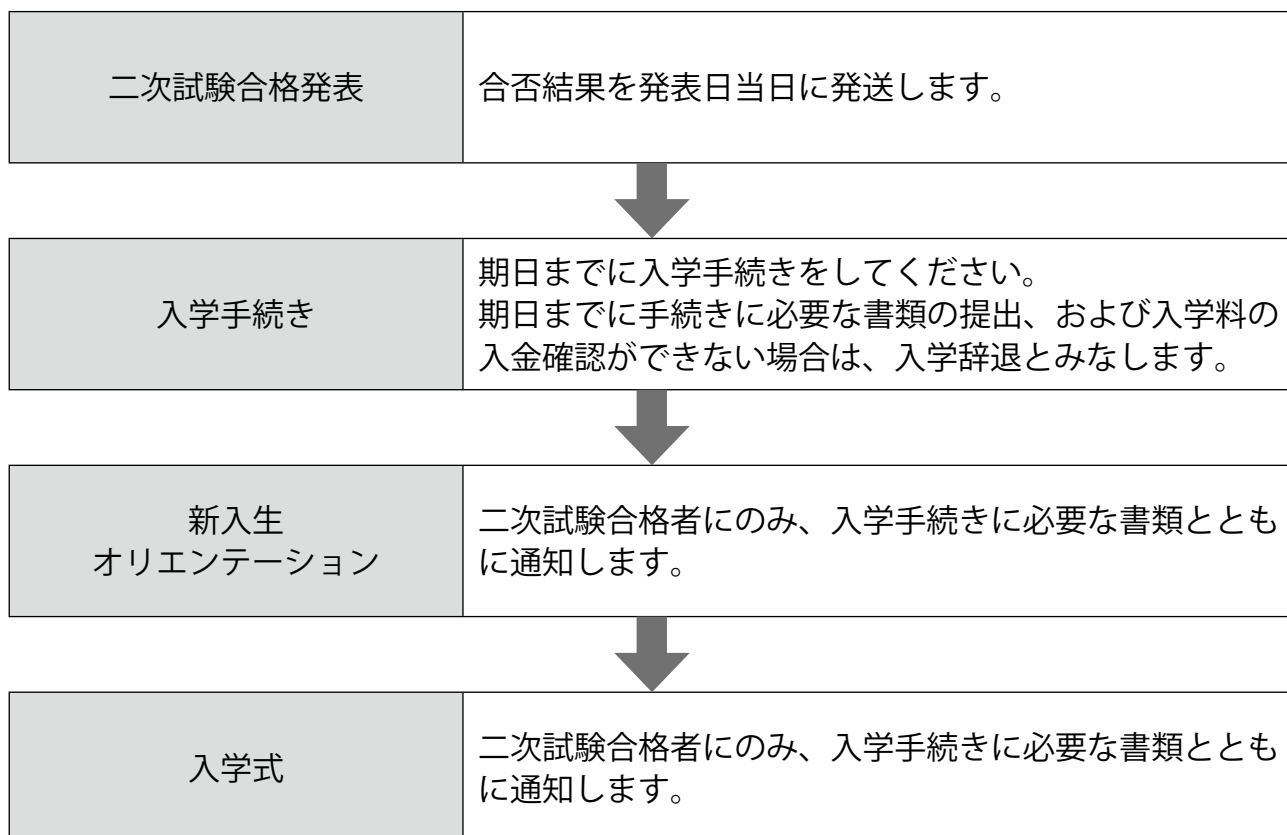 二次試験合格発表
合否結果を発表日当日に発送します。
入学手続き
期日までに入学手続きをしてください。
期日までに手続きに必要な書類の提出、および入学料の
入金確認ができない場合は、入学辞退とみなします。
新入生
オリエンテーション
二次試験合格者にのみ、入学手続きに必要な書類ととも
に通知します。
入学式
二次試験合格者にのみ、入学手続きに必要な書類ととも
に通知します。